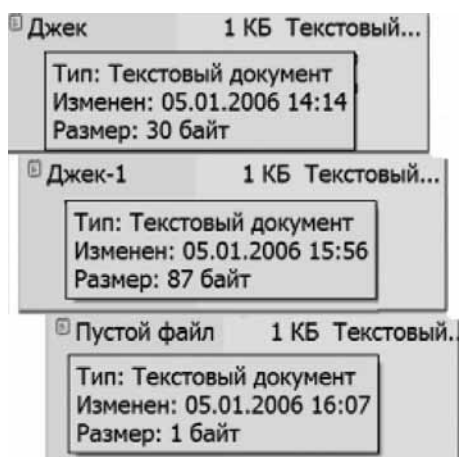 Джек 1 КБ Текстовый...
Тип: Текстовый документ
Изменен: 05.01.2006 14:14
Размер: 30 байт
Джек-1 1 КБ Текстовый...
Тип: Текстовый документ
Изменен: 05.01.2006 15:56
Размер: 87 байт
Пустой файл 1 КБ Текстовый.
Тип: Текстовый документ
Изменен: 05.01.2006 16:07
Размер: 1 байт